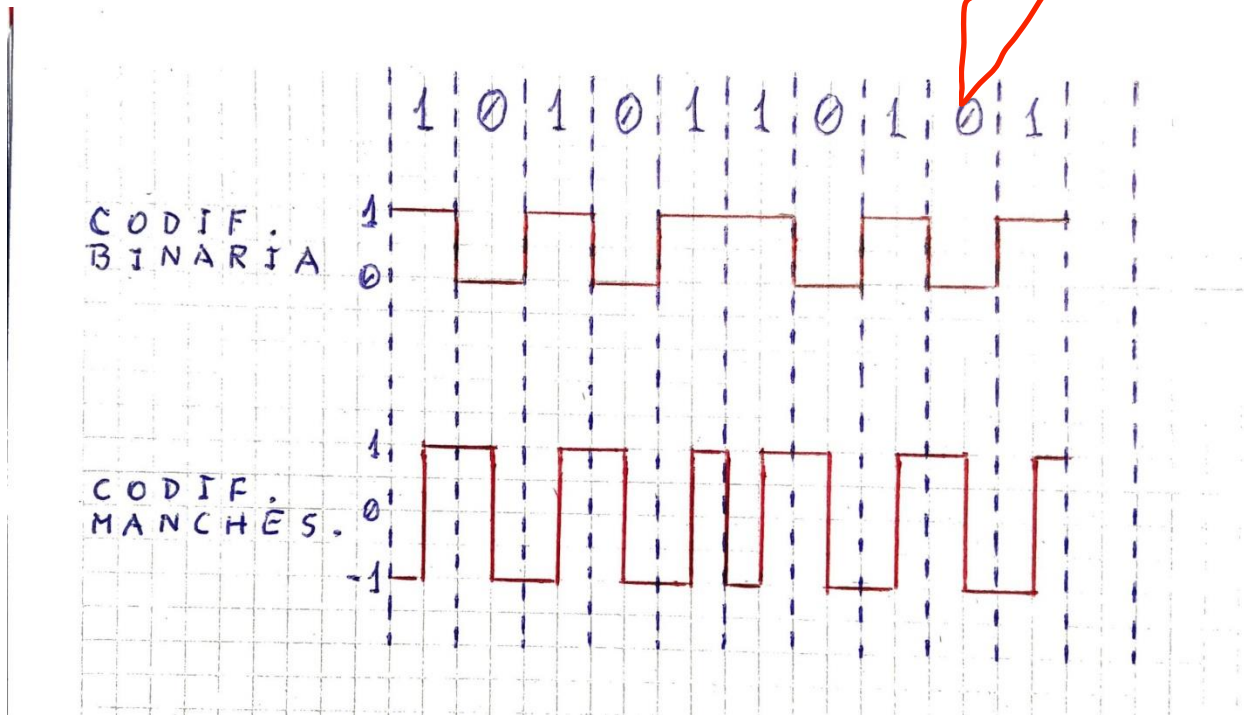 1 0 1 0 1 1 0 1 0 1
CODIF. 1
BINARIA 0
1
CODIF.
MANCHES. 0
-1